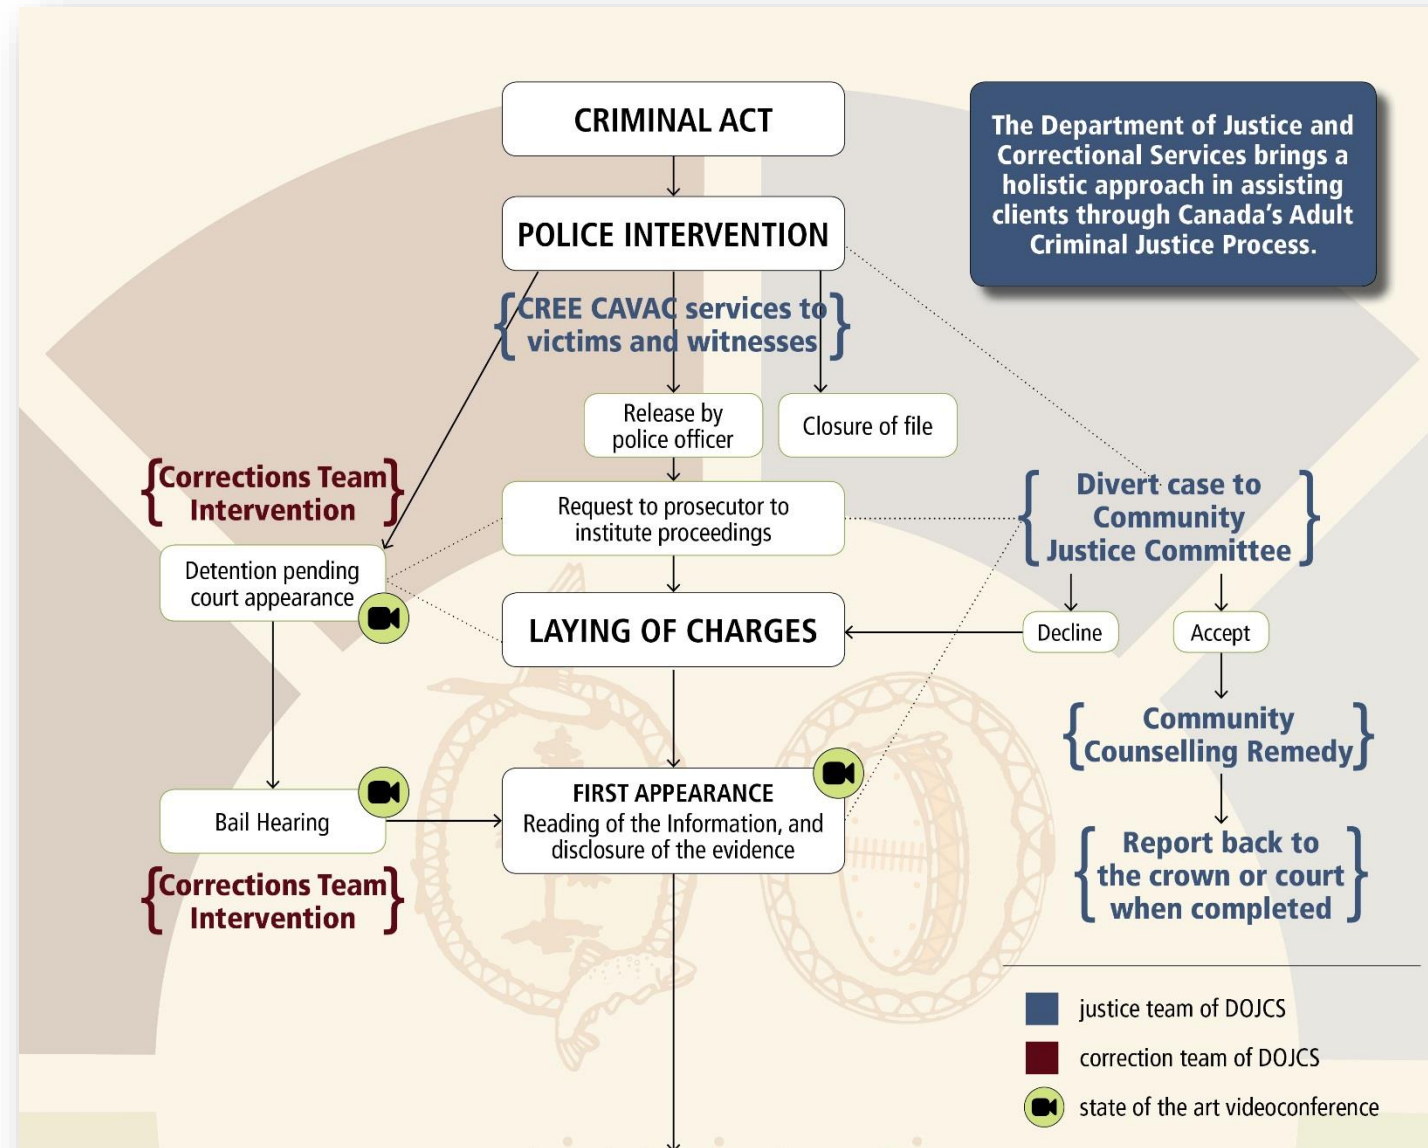 CRIMINAL ACT
The Department of Justice and
Correctional Services brings a
holistic approach in assisting
clients through Canada's Adult
Criminal Justice Process.
POLICE INTERVENTION
CREE CAVAC services to
victims and witnesses
Release by
police officer
Closure of file
Corrections Team
Intervention
Request to prosecutor to
institute proceedings
Divert case to
Community
Justice Committee
Detention pending
court appearance
LAYING OF CHARGES
Decline
Accept
Community
Counselling Remedy
FIRST APPEARANCE
Reading of the Information, and
disclosure of the evidence
Bail Hearing
Corrections Team
Intervention
Report back to
the crown or court
when completed
justice team of DOJCS
correction team of DOJCS
state of the art videoconference